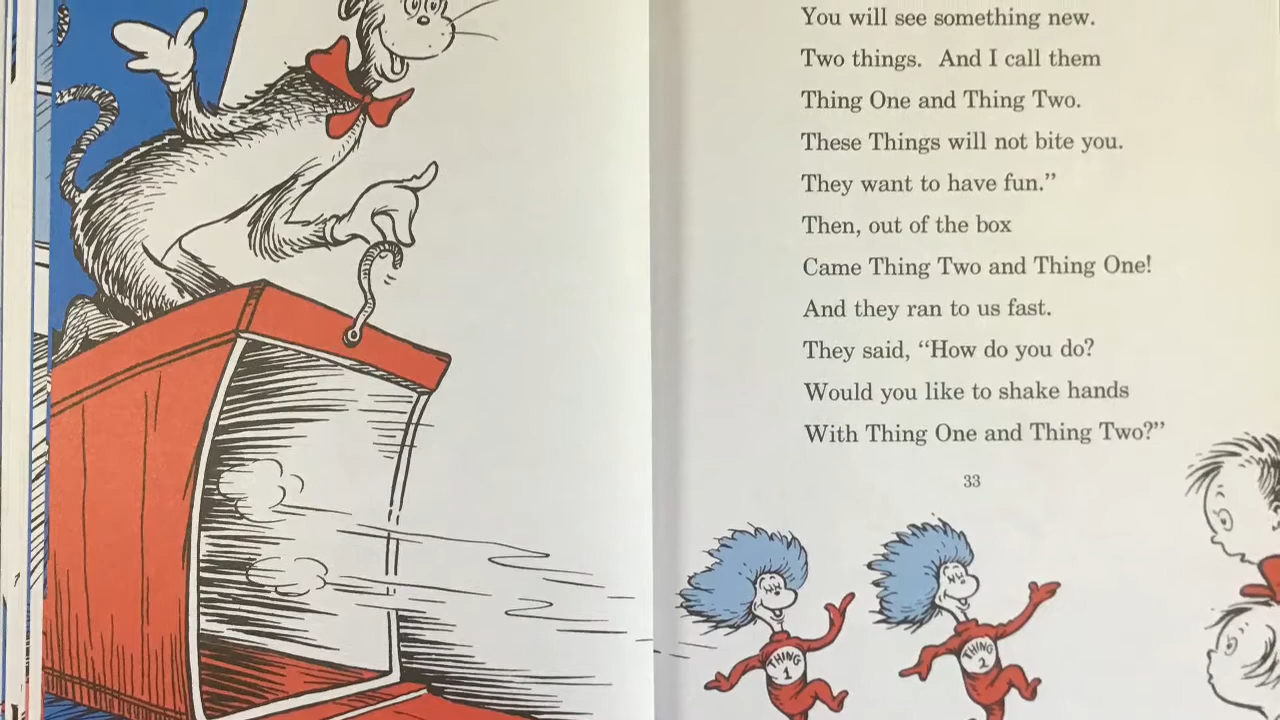 You will see something new.
Two things. And I call them
Thing One and Thing Two.
These Things will not bite you.
They want to have fun.”
Then, out of the box
Came Thing Two and Thing One!
And they ran to us fast.
They said, “How do you do?
Would you like to shake hands
With Thing One and Thing Two?”
33
THING
1
THING
2